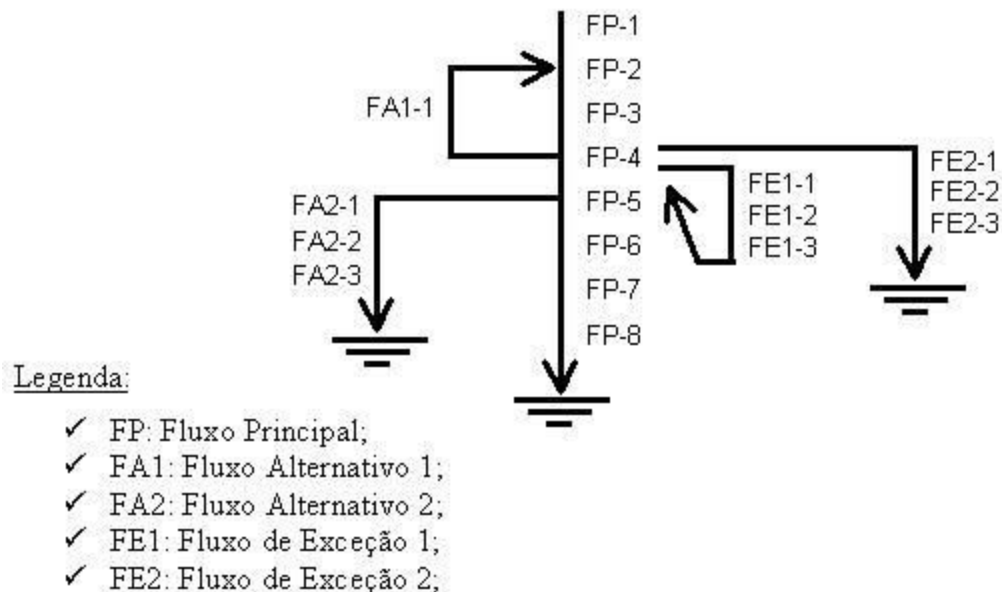 FP-1
FP-2
FA1-1
FP-3
FP-4
FE2-1
FE2-2
FE2-3
FE1-1
FE1-2
FE1-3
FA2-1
FA2-2
FA2-3
FP-5
FP-6
FP-7
FP-8
Legenda:
✓ FP: Fluxo Principal;
✓ FA1: Fluxo Alternativo 1;
✓ FA2: Fluxo Alternativo 2;
✓ FE1: Fluxo de Exceção 1;
✓ FE2: Fluxo de Exceção 2;